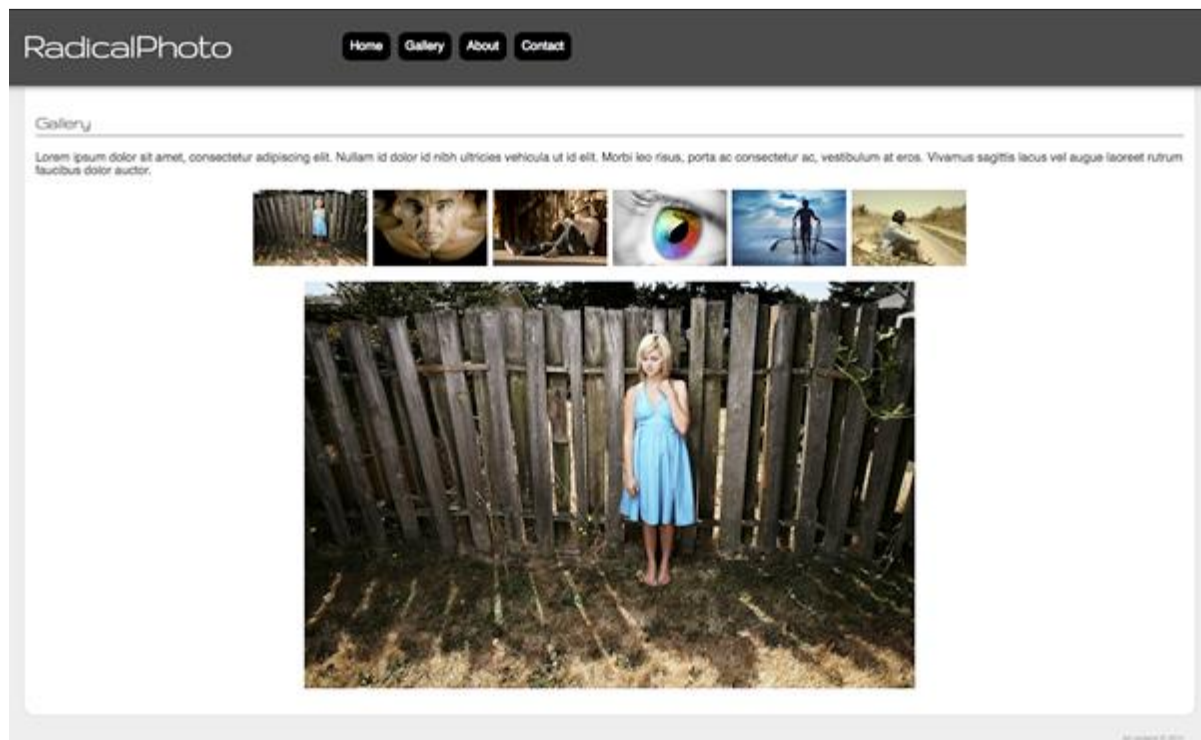 RadicalPhoto
Home Gallery About Contact
Gallery
Lorem ipsum dolor sit amet, consectetur adipiscing elit. Nullam id dolor id nibh ultricies vehicula ut id elit. Morbi leo risus, porta ac consectetur ac, vestibulum at eros. Vivamus sagittis lacus vel augue laoreet rutrum
faucibus dolor auctor.